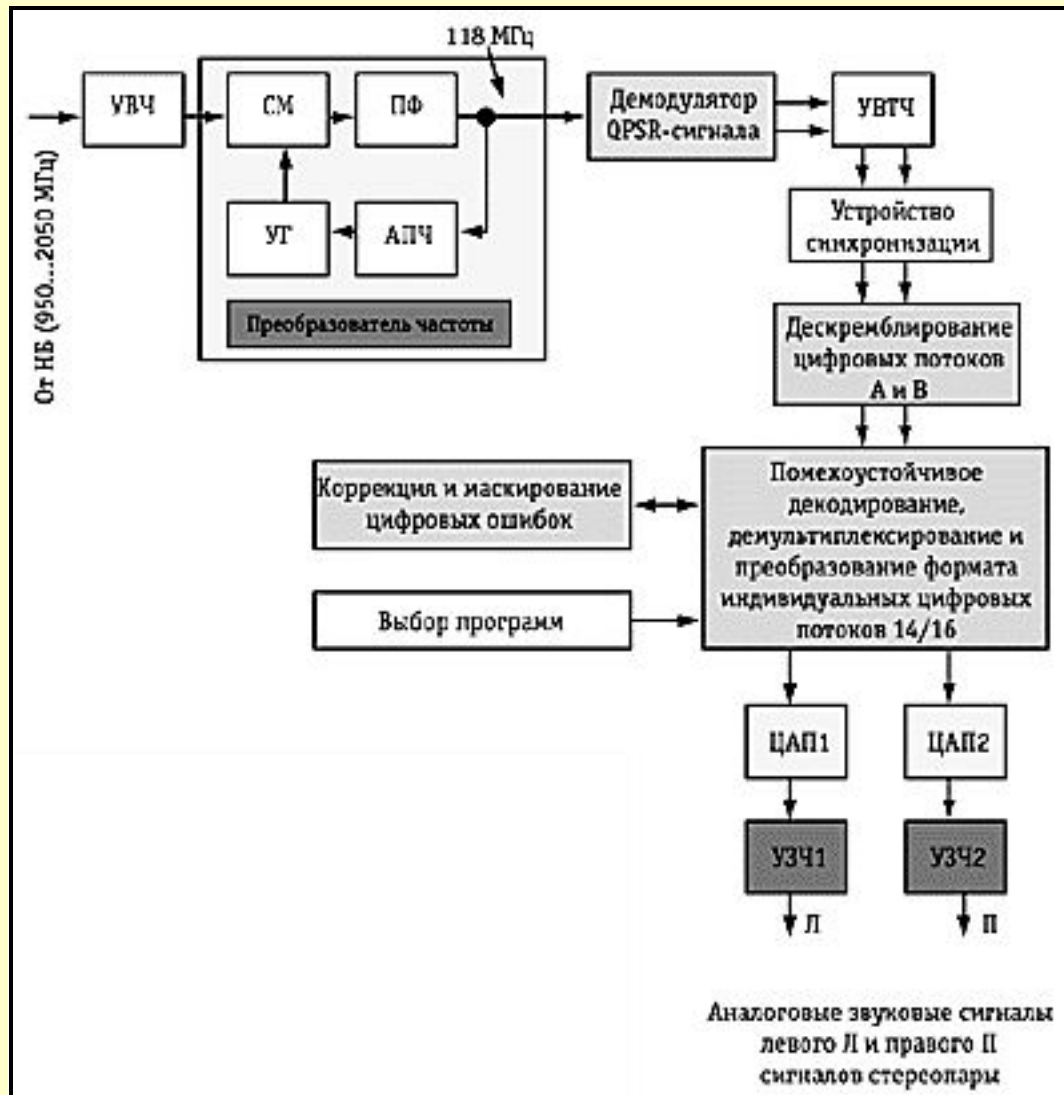 118 МГц
От НБ (950...2050 МГц)
УВЧ
СМ
ПФ
УГ
АПЧ
Преобразователь частоты
Демодулятор
QPSR-сигнала
УВТЧ
Устройство
синхронизации
Дескремблирование
цифровых потоков
А и В
Коррекция и маскирование
цифровых ошибок
Выбор программ
Помехоустойчивое
декодирование,
демультиплексирование и
преобразование формата
индивидуальных цифровых
потоков 14/16
ЦАП1
ЦАП2
УЗЧ1
УЗЧ2
Л
П
Аналоговые звуковые сигналы
левого Л и правого П
сигналов стереопары